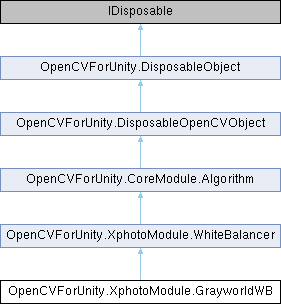 IDisposable
OpenCVForUnity.DisposableObject
OpenCVForUnity.DisposableOpenCVObject
OpenCVForUnity.CoreModule.Algorithm
OpenCVForUnity.XphotoModule.WhiteBalancer
OpenCVForUnity.XphotoModule.GrayworldWB